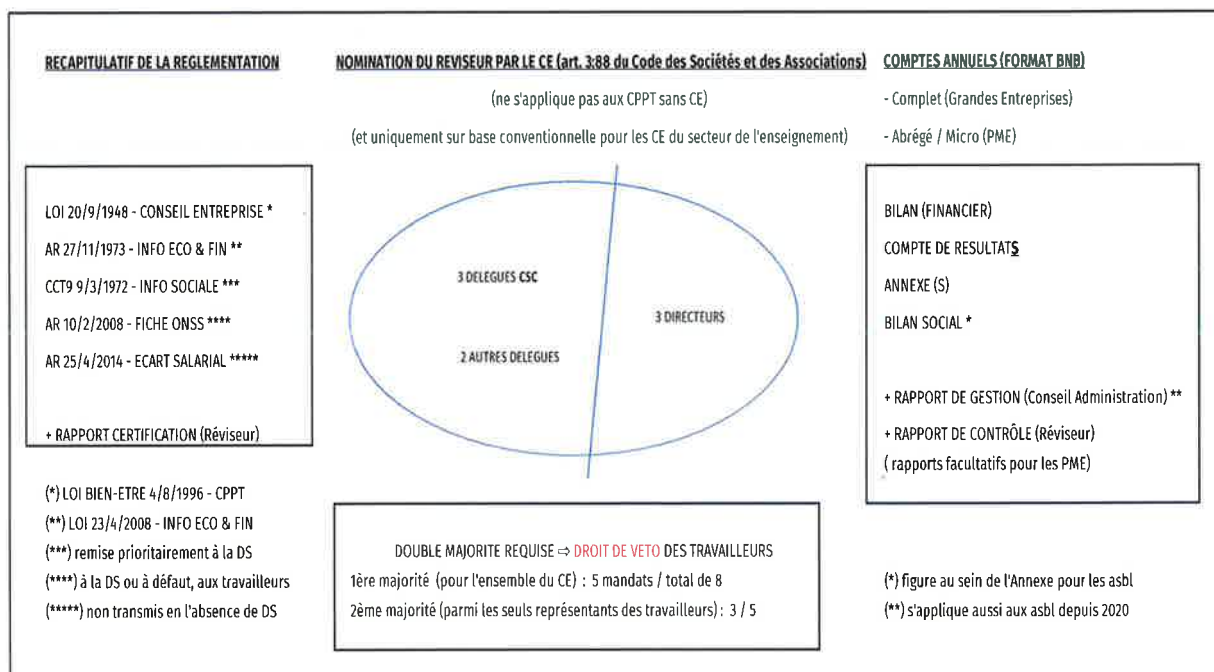 RECAPITULATIF DE LA REGLEMENTATION
LOI 20/9/1948 - CONSEIL ENTREPRISE *
AR 27/11/1973 - INFO ECO & FIN **
CCT9 9/3/1972 - INFO SOCIALE ***
AR 10/2/2008 - FICHE ONSS ****
AR 25/4/2014 - ECART SALARIAL *****
+ RAPPORT CERTIFICATION (Réviseur)
(*) LOI BIEN-ETRE 4/8/1996 - CPPT
(**) LOI 23/4/2008 - INFO ECO & FIN
(***) remise prioritairement à la DS
(****) à la DS ou à défaut, aux travailleurs
(*****) non transmis en l'absence de DS
NOMINATION DU REVISEUR PAR LE CE (art. 3:88 du Code des Sociétés et des Associations)
(ne s'applique pas aux CPPT sans CE)
(et uniquement sur base conventionnelle pour les CE du secteur de l'enseignement)
3 DELEGUES CSC
2 AUTRES DELEGUES
3 DIRECTEURS
DOUBLE MAJORITE REQUISE ⇒ DROIT DE VETO DES TRAVAILLEURS
1ère majorité (pour l'ensemble du CE) : 5 mandats / total de 8
2ème majorité (parmi les seuls représentants des travailleurs) : 3 / 5
COMPTES ANNUELS (FORMAT BNB)
- Complet (Grandes Entreprises)
- Abrégé / Micro (PME)
BILAN (FINANCIER)
COMPTE DE RESULTATS
ANNEXE (S)
BILAN SOCIAL *
+ RAPPORT DE GESTION (Conseil Administration) **
+ RAPPORT DE CONTRÔLE (Réviseur)
( rapports facultatifs pour les PME)
(*) figure au sein de l'Annexe pour les asbl
(**) s'applique aussi aux asbl depuis 2020